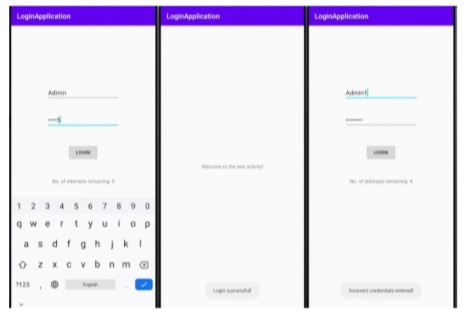 LoginApplication
Admin
····5
LOGIN
No. of attempts remaining: 5
1 2 3 4 5 6 7 8 9 0
q w e r t y u i o p
a s d f g h j k l
z x c v b n m
?123 , English .
LoginApplication
Welcome to the new activity!
Login successful!
LoginApplication
Admin1
········
LOGIN
No. of attempts remaining: 4
Incorrect credentials entered!